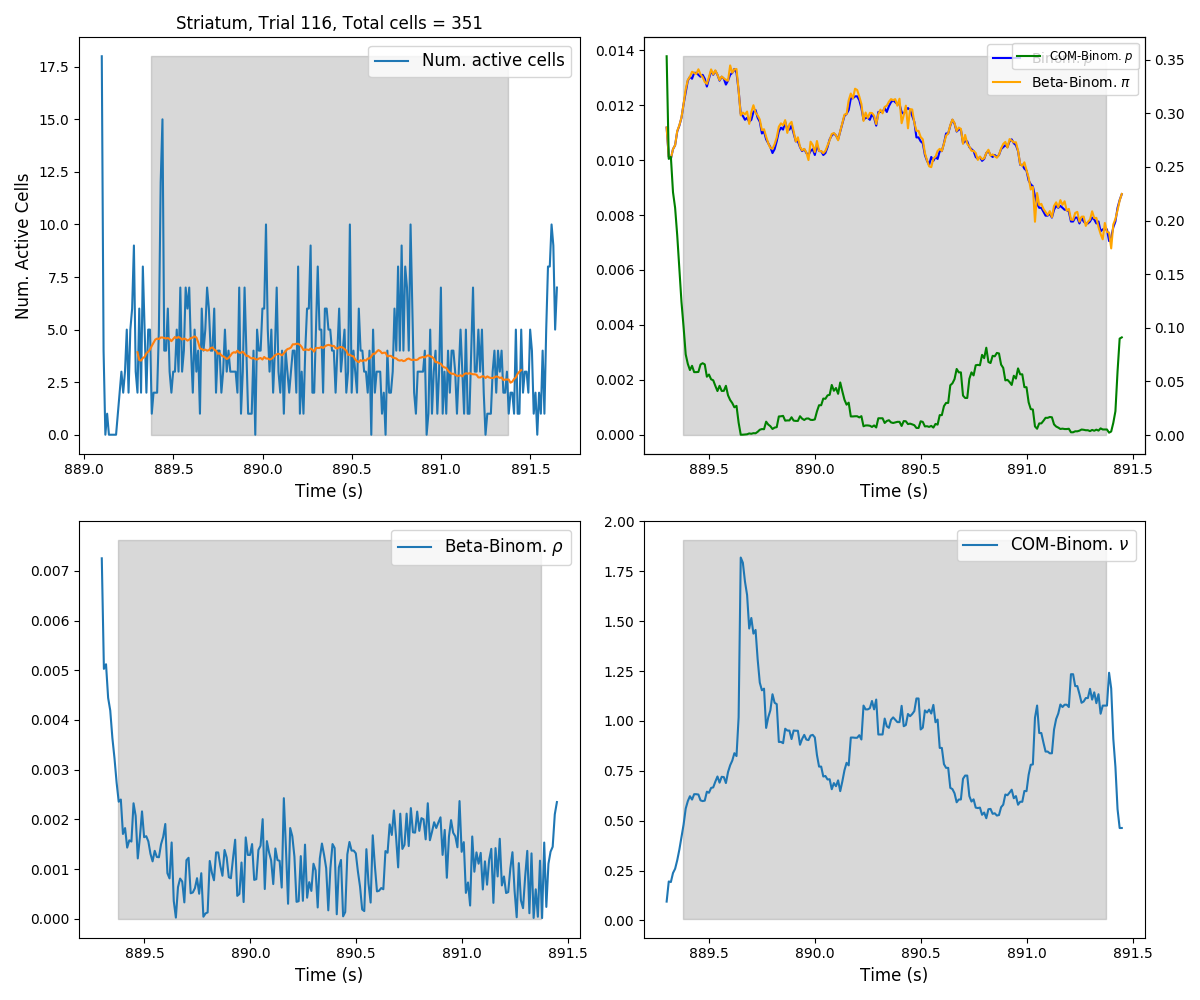 Striatum, Trial 116, Total cells = 351
Num. active cells
17.5
15.0
12.5
10.0
7.5
5.0
2.5
0.0
Num. Active Cells
889.0 889.5 890.0 890.5 891.0 891.5
Time (s)
COM-Binom. p
Beta-Binom. π
0.014
0.012
0.010
0.008
0.006
0.004
0.002
0.000
0.35
0.30
0.25
0.20
0.15
0.10
0.05
0.00
889.5 890.0 890.5 891.0 891.5
Time (s)
Beta-Binom. ρ
0.007
0.006
0.005
0.004
0.003
0.002
0.001
0.000
889.5 890.0 890.5 891.0 891.5
Time (s)
COM-Binom. ν
2.00
1.75
1.50
1.25
1.00
0.75
0.50
0.25
0.00
889.5 890.0 890.5 891.0 891.5
Time (s)